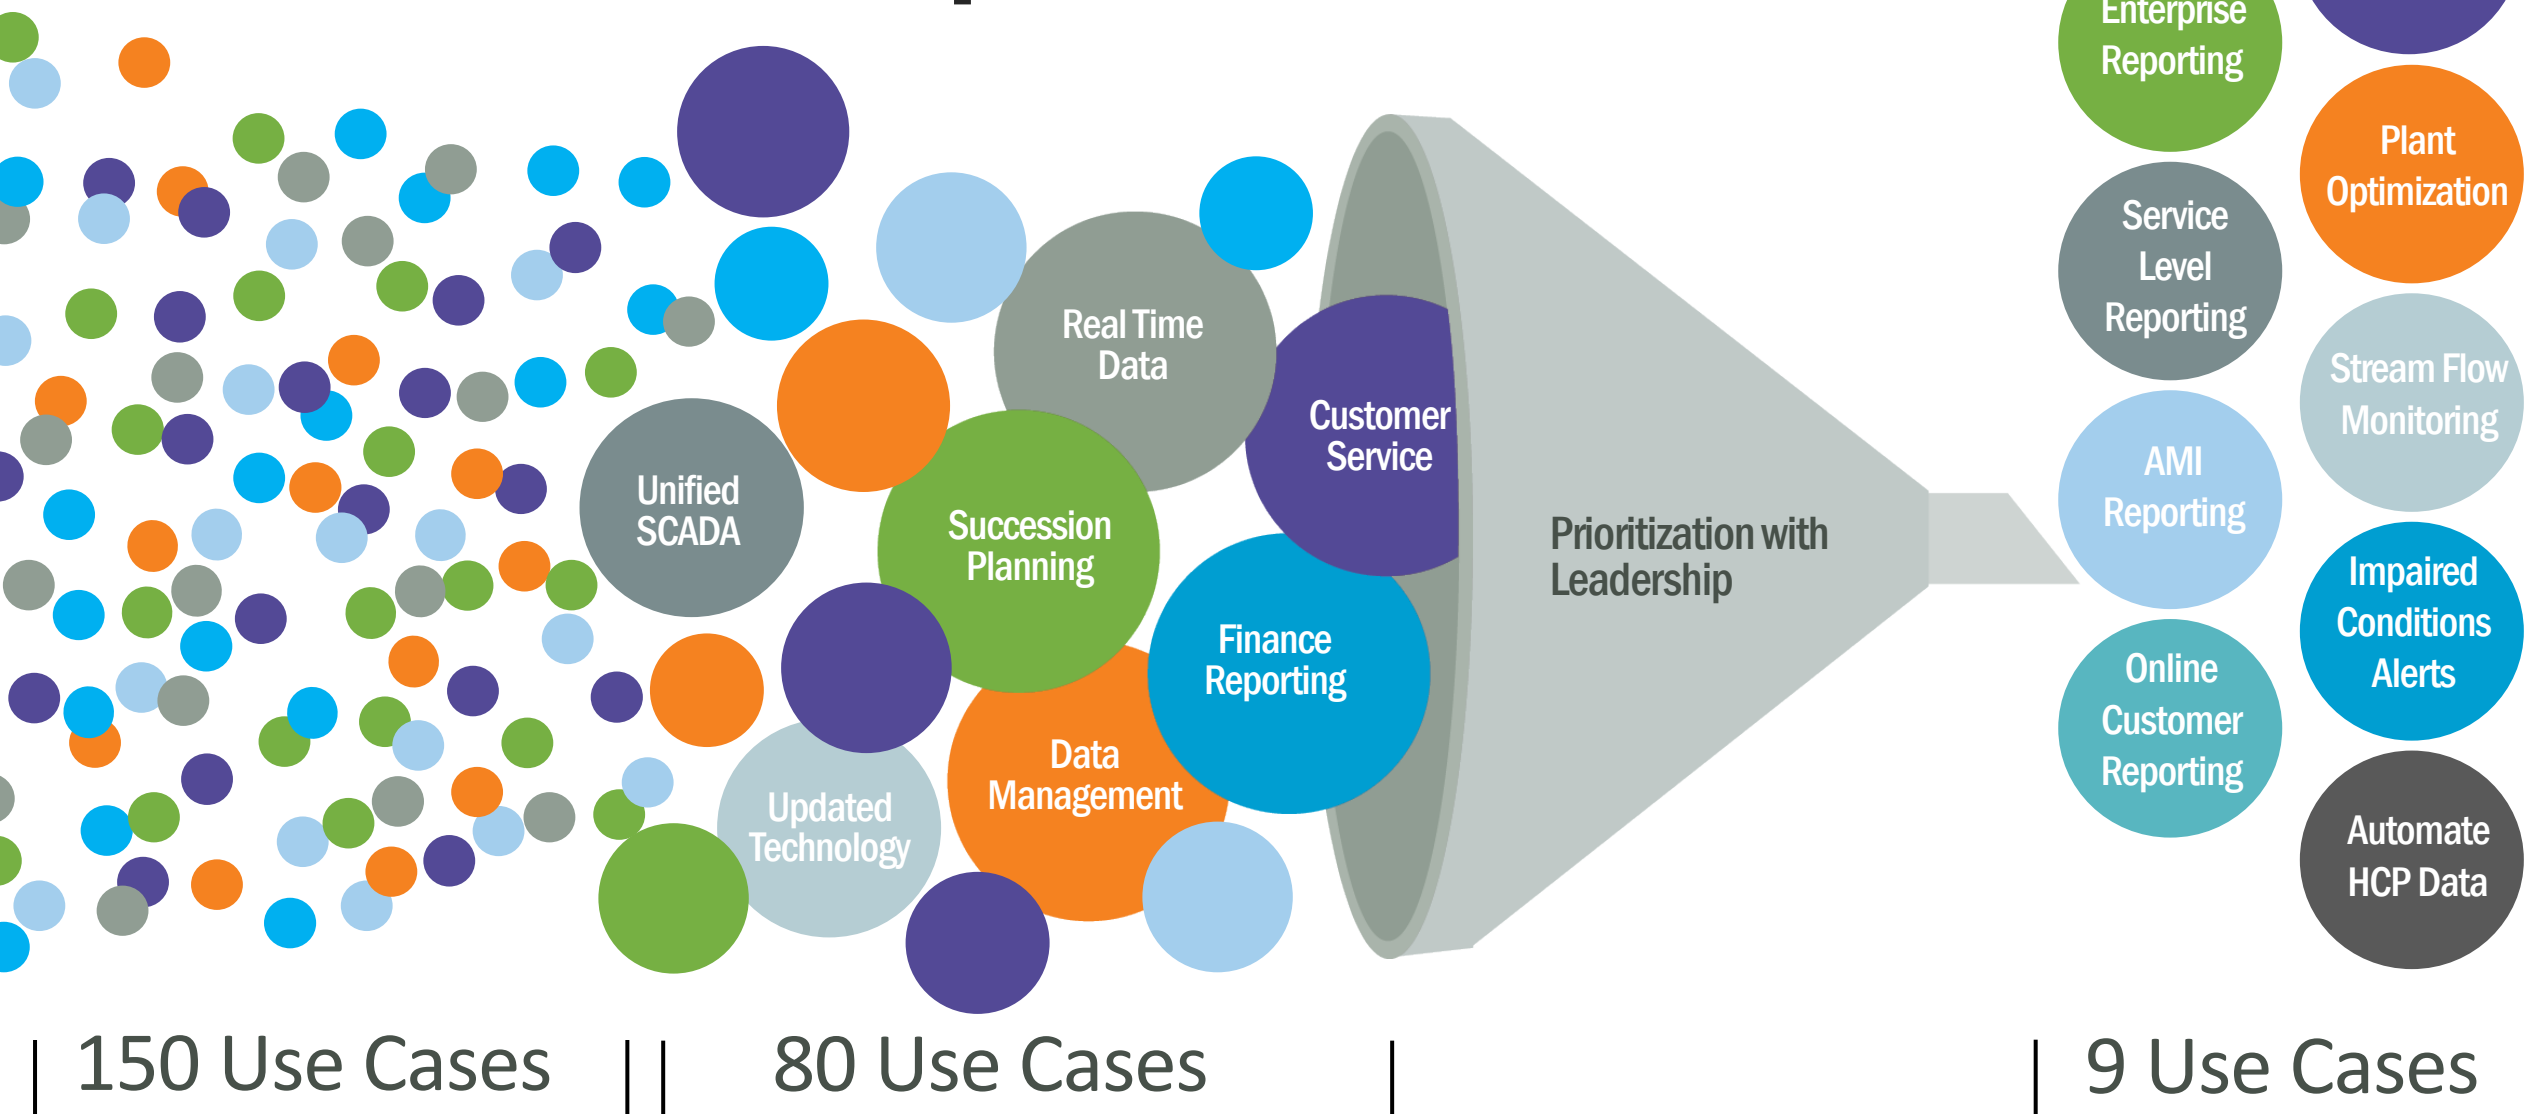 Unified
SCADA
Real Time
Data
Succession
Planning
Updated
Technology
Data
Management
Customer
Service
Finance
Reporting
Prioritization with
Leadership
Enterprise
Reporting
Service
Level
Reporting
AMI
Reporting
Online
Customer
Reporting
Plant
Optimization
Stream Flow
Monitoring
Impaired
Conditions
Alerts
Automate
HCP Data
150 Use Cases
80 Use Cases
9 Use Cases